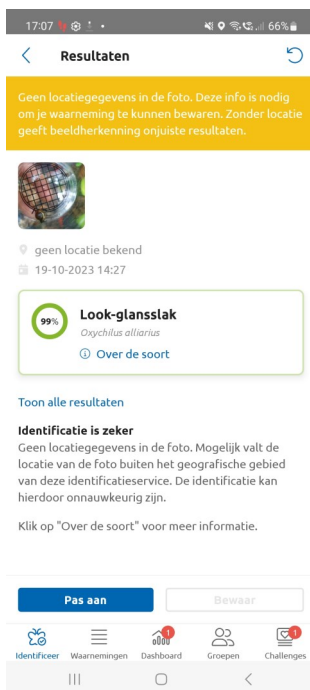 17:07 66%
Resultaten
Geen locatiegegevens in de foto. Deze info is nodig
om je waarneming te kunnen bewaren. Zonder locatie
geeft beeldherkenning onjuiste resultaten.
geen locatie bekend
19-10-2023 14:27
99%
Look-glansslak
Oxychilus alliarius
Over de soort
Toon alle resultaten
Identificatie is zeker
Geen locatiegegevens in de foto. Mogelijk valt de
locatie van de foto buiten het geografische gebied
van deze identificatieservice. De identificatie kan
hierdoor onnauwkeurig zijn.
Klik op "Over de soort" voor meer informatie.
Pas aan Bewaar
1 1
Identificeer Waarnemingen Dashboard Groepen Challenges